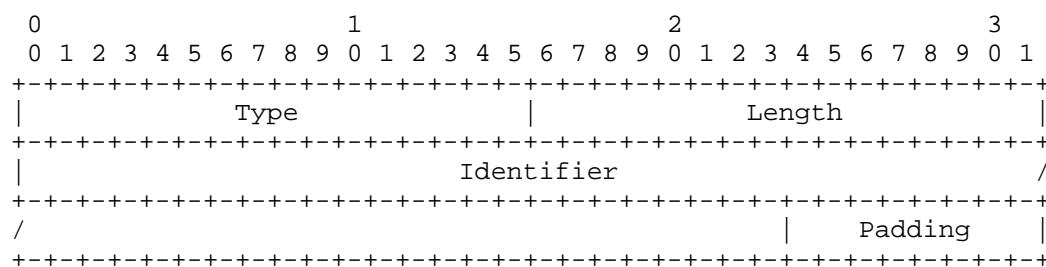 0                   1                   2                   3
 0 1 2 3 4 5 6 7 8 9 0 1 2 3 4 5 6 7 8 9 0 1 2 3 4 5 6 7 8 9 0 1
+-+-+-+-+-+-+-+-+-+-+-+-+-+-+-+-+-+-+-+-+-+-+-+-+-+-+-+-+-+-+-+-+
|             Type              |             Length            |
+-+-+-+-+-+-+-+-+-+-+-+-+-+-+-+-+-+-+-+-+-+-+-+-+-+-+-+-+-+-+-+-+
|                           Identifier                          /
+-+-+-+-+-+-+-+-+-+-+-+-+-+-+-+-+-+-+-+-+-+-+-+-+-+-+-+-+-+-+-+-+
/                                               |    Padding    |
+-+-+-+-+-+-+-+-+-+-+-+-+-+-+-+-+-+-+-+-+-+-+-+-+-+-+-+-+-+-+-+-+